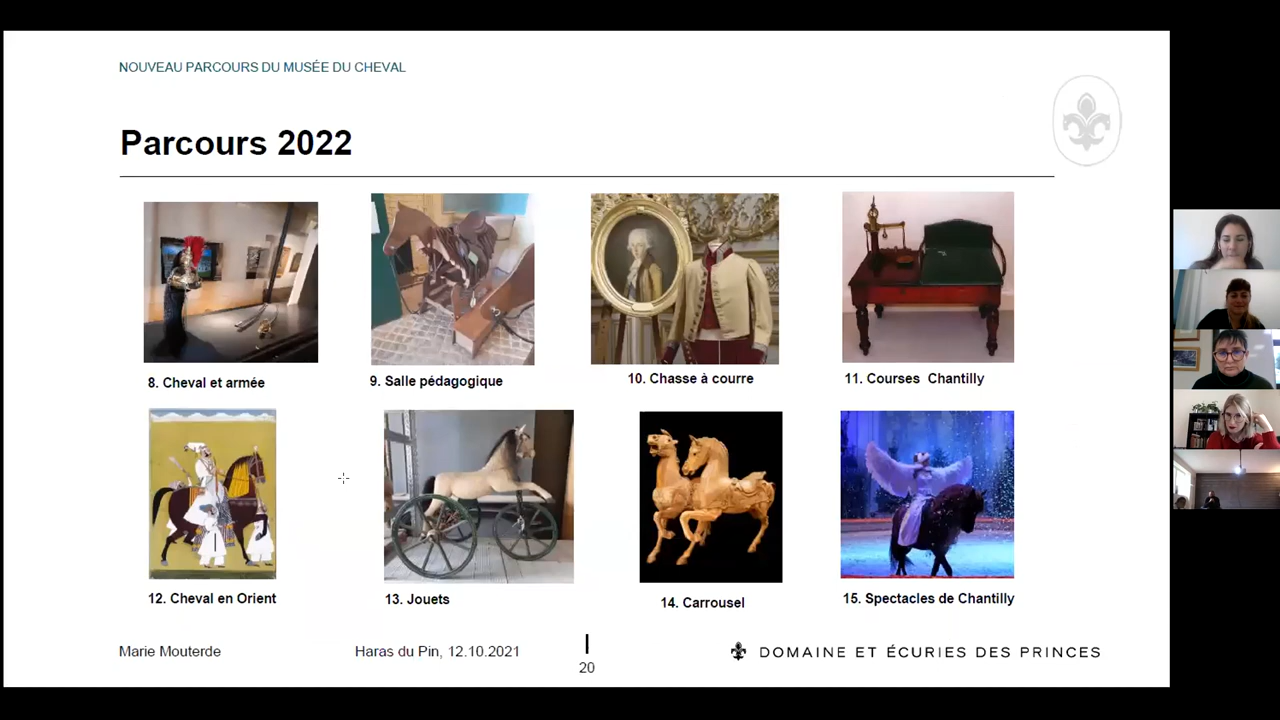 NOUVEAU PARCOURS DU MUSÉE DU CHEVAL
Parcours 2022
8. Cheval et armée
9. Salle pédagogique
10. Chasse à courre
11. Courses Chantilly
12. Cheval en Orient
13. Jouets
14. Carrousel
15. Spectacles de Chantilly
Marie Mouterde
Haras du Pin, 12.10.2021
20
DOMAINE ET ÉCURIES DES PRINCES